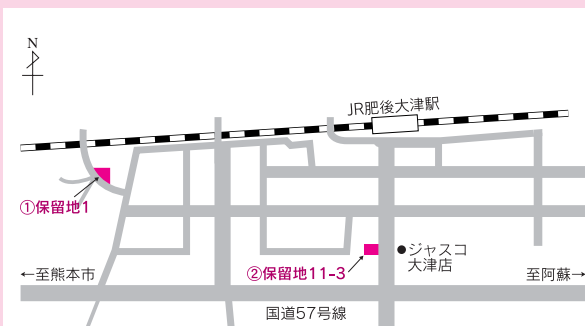 N
JR肥後大津駅
①保留地1
●ジャスコ
大津店
②保留地11-3
←至熊本市
至阿蘇→
国道57号線